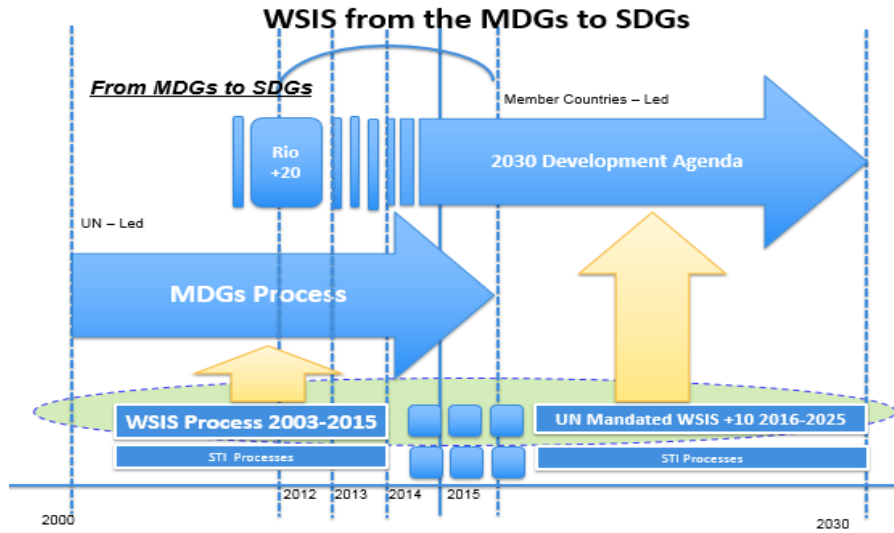 WSIS from the MDGs to SDGs
From MDGs to SDGs
Member Countries – Led
Rio
+20
2030 Development Agenda
UN – Led
MDGs Process
WSIS Process 2003-2015
UN Mandated WSIS +10 2016-2025
STI Processes
STI Processes
2012
2013
2014
2015
2000
2030